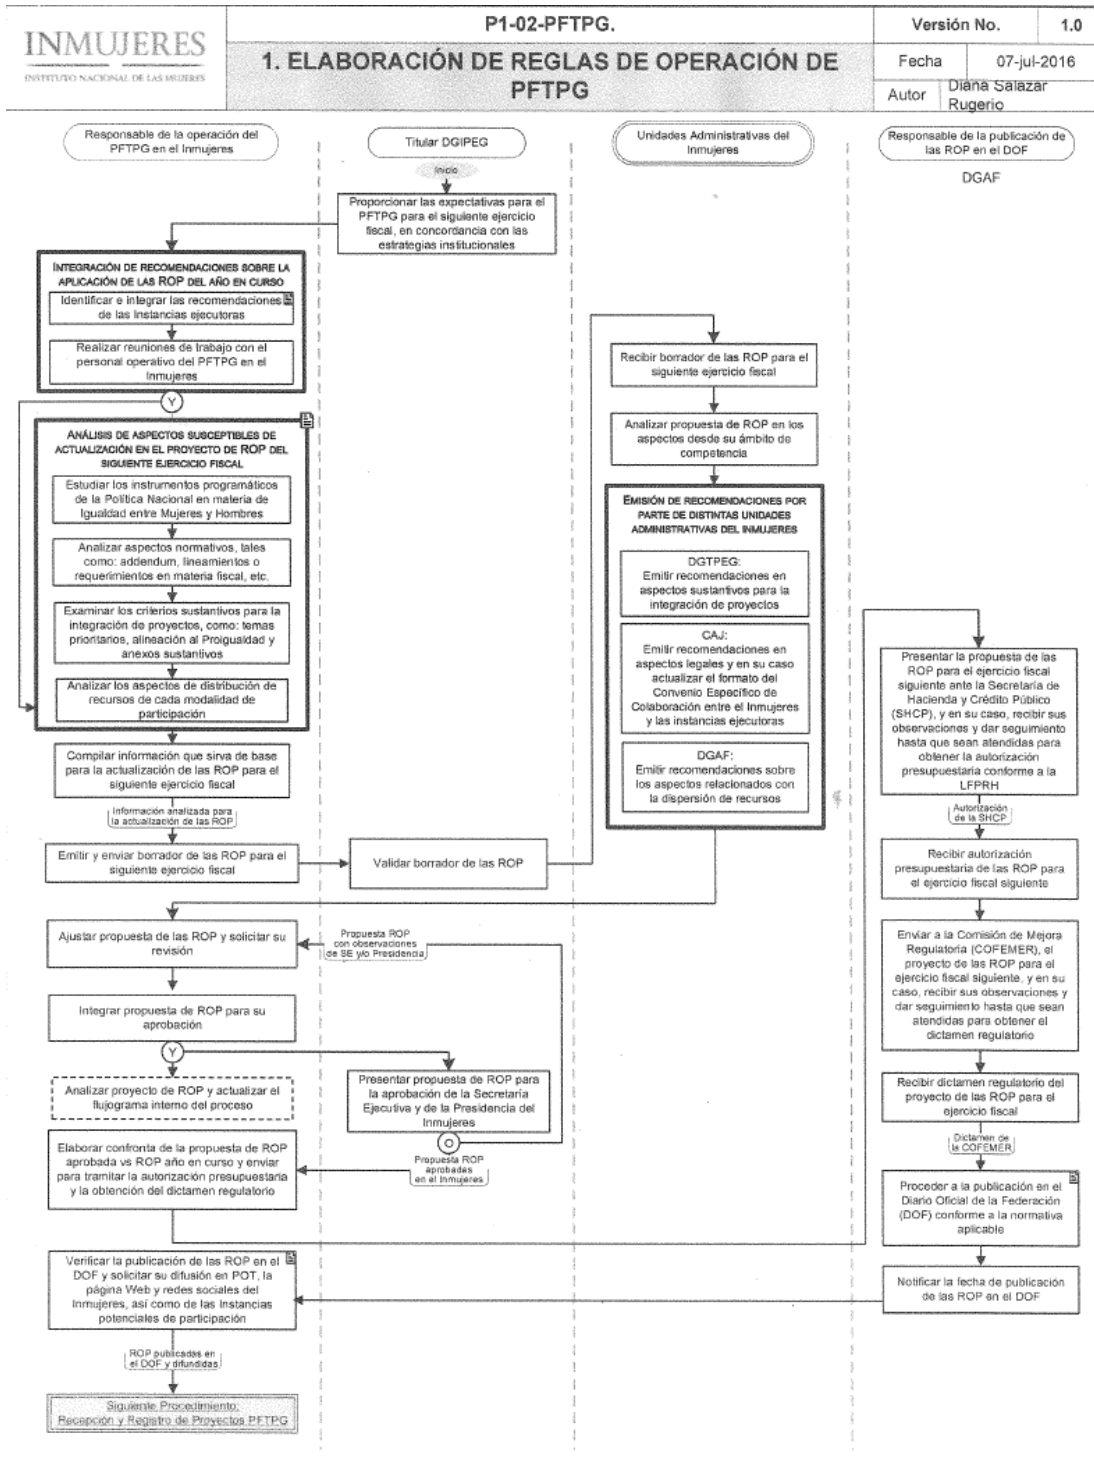 INMUJERES
INSTITUTO NACIONAL DE LAS MUJERES
P1-02-PFTPG.
1. ELABORACIÓN DE REGLAS DE OPERACIÓN DE
PFTPG
Versión No.
1.0
Fecha
07-jul-2016
Autor
Diana Salazar
Rugerio
Responsable de la operación del
PFTPG en el Inmujeres
Titular DGIPEG
Unidades Administrativas del
Inmujeres
Responsable de la publicación de
las ROP en el DOF
DGAF
Inicio
Proporcionar las expectativas para el
PFTPG para el siguiente ejercicio
fiscal, en concordancia con las
estrategias institucionales
INTEGRACIÓN DE RECOMENDACIONES SOBRE LA
APLICACIÓN DE LAS ROP DEL AÑO EN CURSO
Identificar e integrar las recomendaciones
de las Instancias ejecutoras
Realizar reuniones de trabajo con el
personal operativo del PFTPG en el
Inmujeres
Y
ANÁLISIS DE ASPECTOS SUSCEPTIBLES DE
ACTUALIZACIÓN EN EL PROYECTO DE ROP DEL
SIGUIENTE EJERCICIO FISCAL
Estudiar los instrumentos programáticos
de la Política Nacional en materia de
Igualdad entre Mujeres y Hombres
Analizar aspectos normativos, tales
como: addendum, lineamientos o
requerimientos en materia fiscal, etc.
Examinar los criterios sustantivos para la
integración de proyectos, como: temas
prioritarios, alineación al Proigualdad y
anexos sustantivos
Analizar los aspectos de distribución de
recursos de cada modalidad de
participación
Compilar información que sirva de base
para la actualización de las ROP para el
siguiente ejercicio fiscal
Información analizada para
la actualización de las ROP
Emitir y enviar borrador de las ROP para el
siguiente ejercicio fiscal
Validar borrador de las ROP
Recibir borrador de las ROP para el
siguiente ejercicio fiscal
Analizar propuesta de ROP en los
aspectos desde su ámbito de
competencia
EMISIÓN DE RECOMENDACIONES POR
PARTE DE DISTINTAS UNIDADES
ADMINISTRATIVAS DEL INMUJERES
DGTPEG:
Emitir recomendaciones en
aspectos sustantivos para la
integración de proyectos
CAJ:
Emitir recomendaciones en
aspectos legales y en su caso
actualizar el formato del
Convenio Específico de
Colaboración entre el Inmujeres
y las instancias ejecutoras
DGAF:
Emitir recomendaciones sobre
los aspectos relacionados con
la dispersión de recursos
Ajustar propuesta de las ROP y solicitar su
revisión
Propuesta ROP
con observaciones
de SE y/o Presidencia
Integrar propuesta de ROP para su
aprobación
Y
Analizar proyecto de ROP y actualizar el
flujograma interno del proceso
Presentar propuesta de ROP para
la aprobación de la Secretaría
Ejecutiva y de la Presidencia del
Inmujeres
O
Propuesta ROP
aprobadas
en el Inmujeres
Elaborar confronta de la propuesta de ROP
aprobada vs ROP año en curso y enviar
para tramitar la autorización presupuestaria
y la obtención del dictamen regulatorio
Presentar la propuesta de las
ROP para el ejercicio fiscal
siguiente ante la Secretaría de
Hacienda y Crédito Público
(SHCP), y en su caso, recibir sus
observaciones y dar seguimiento
hasta que sean atendidas para
obtener la autorización
presupuestaria conforme a la
LFPRH
Autorización
de la SHCP
Recibir autorización
presupuestaria de las ROP para
el ejercicio fiscal siguiente
Enviar a la Comisión de Mejora
Regulatoria (COFEMER), el
proyecto de las ROP para el
ejercicio fiscal siguiente, y en su
caso, recibir sus observaciones y
dar seguimiento hasta que sean
atendidas para obtener el
dictamen regulatorio
Recibir dictamen regulatorio del
proyecto de las ROP para el
ejercicio fiscal
Dictamen de
la COFEMER
Proceder a la publicación en el
Diario Oficial de la Federación
(DOF) conforme a la normativa
aplicable
Notificar la fecha de publicación
de las ROP en el DOF
Verificar la publicación de las ROP en el
DOF y solicitar su difusión en POT, la
página Web y redes sociales del
Inmujeres, así como de las Instancias
potenciales de participación
ROP publicadas en
el DOF y difundidas
Siguiente Procedimiento:
Recepción y Registro de Proyectos PFTPG